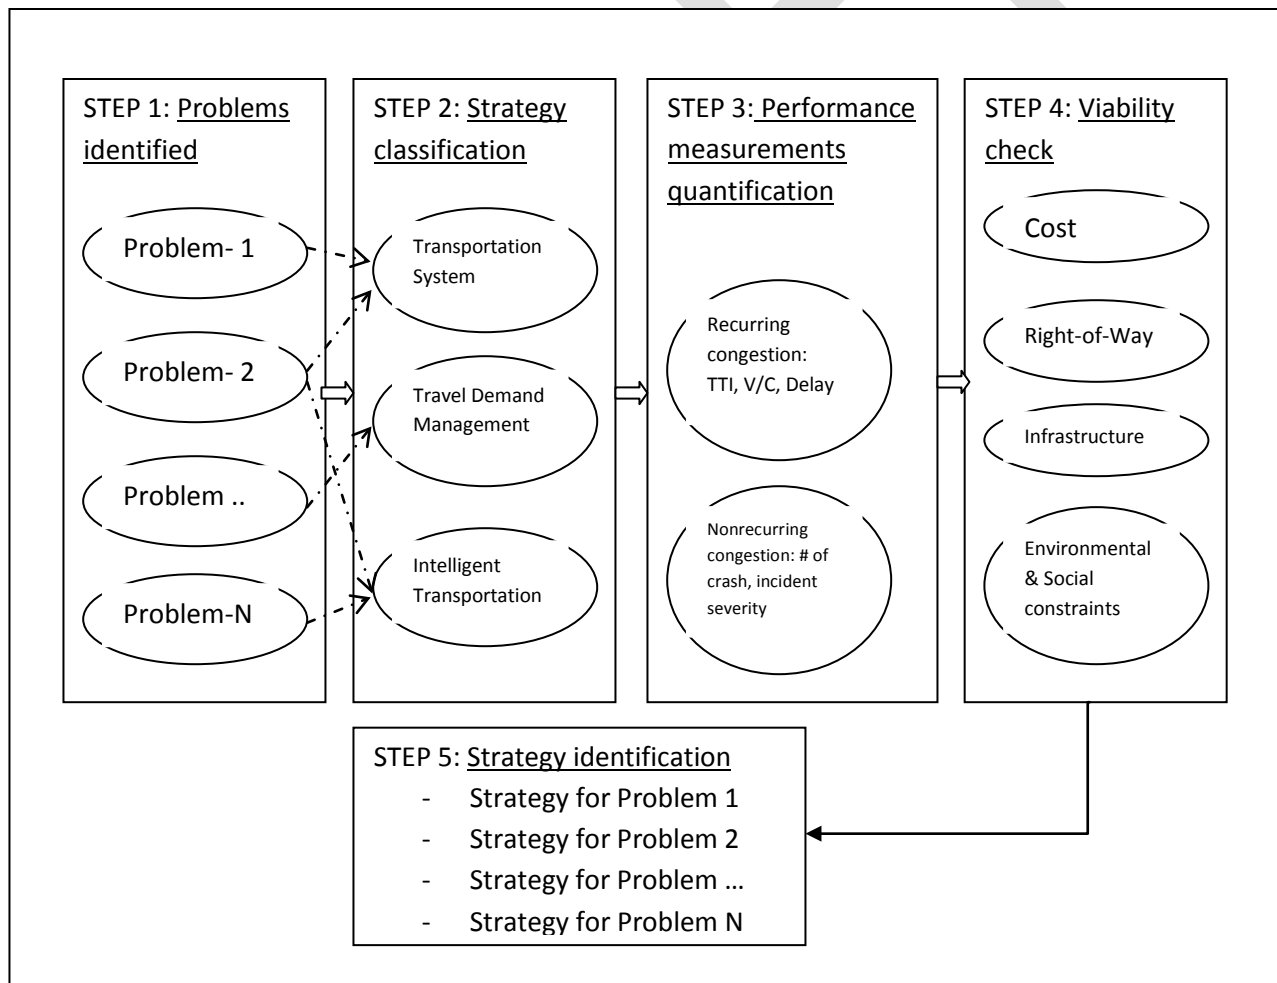 STEP 1: Problems
identified
Problem- 1
Problem- 2
Problem ..
Problem-N
STEP 2: Strategy
classification
Transportation
System
Travel Demand
Management
Intelligent
Transportation
STEP 3: Performance
measurements
quantification
Recurring
congestion:
TTI, V/C, Delay
Nonrecurring
congestion: # of
crash, incident
severity
STEP 4: Viability
check
Cost
Right-of-Way
Infrastructure
Environmental
& Social
constraints
STEP 5: Strategy identification
- Strategy for Problem 1
- Strategy for Problem 2
- Strategy for Problem …
- Strategy for Problem N